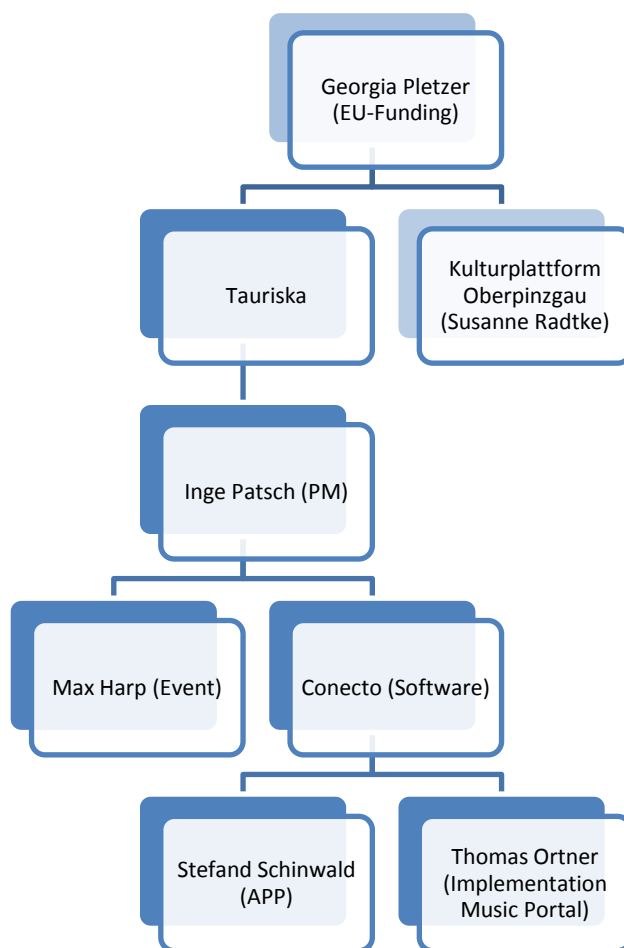 Georgia Pletzer
(EU-Funding)
Tauriska
Kulturplattform
Oberpinzgau
(Susanne Radtke)
Inge Patsch (PM)
Max Harp (Event)
Conecto (Software)
Stefand Schinwald
(APP)
Thomas Ortner
(Implementation
Music Portal)